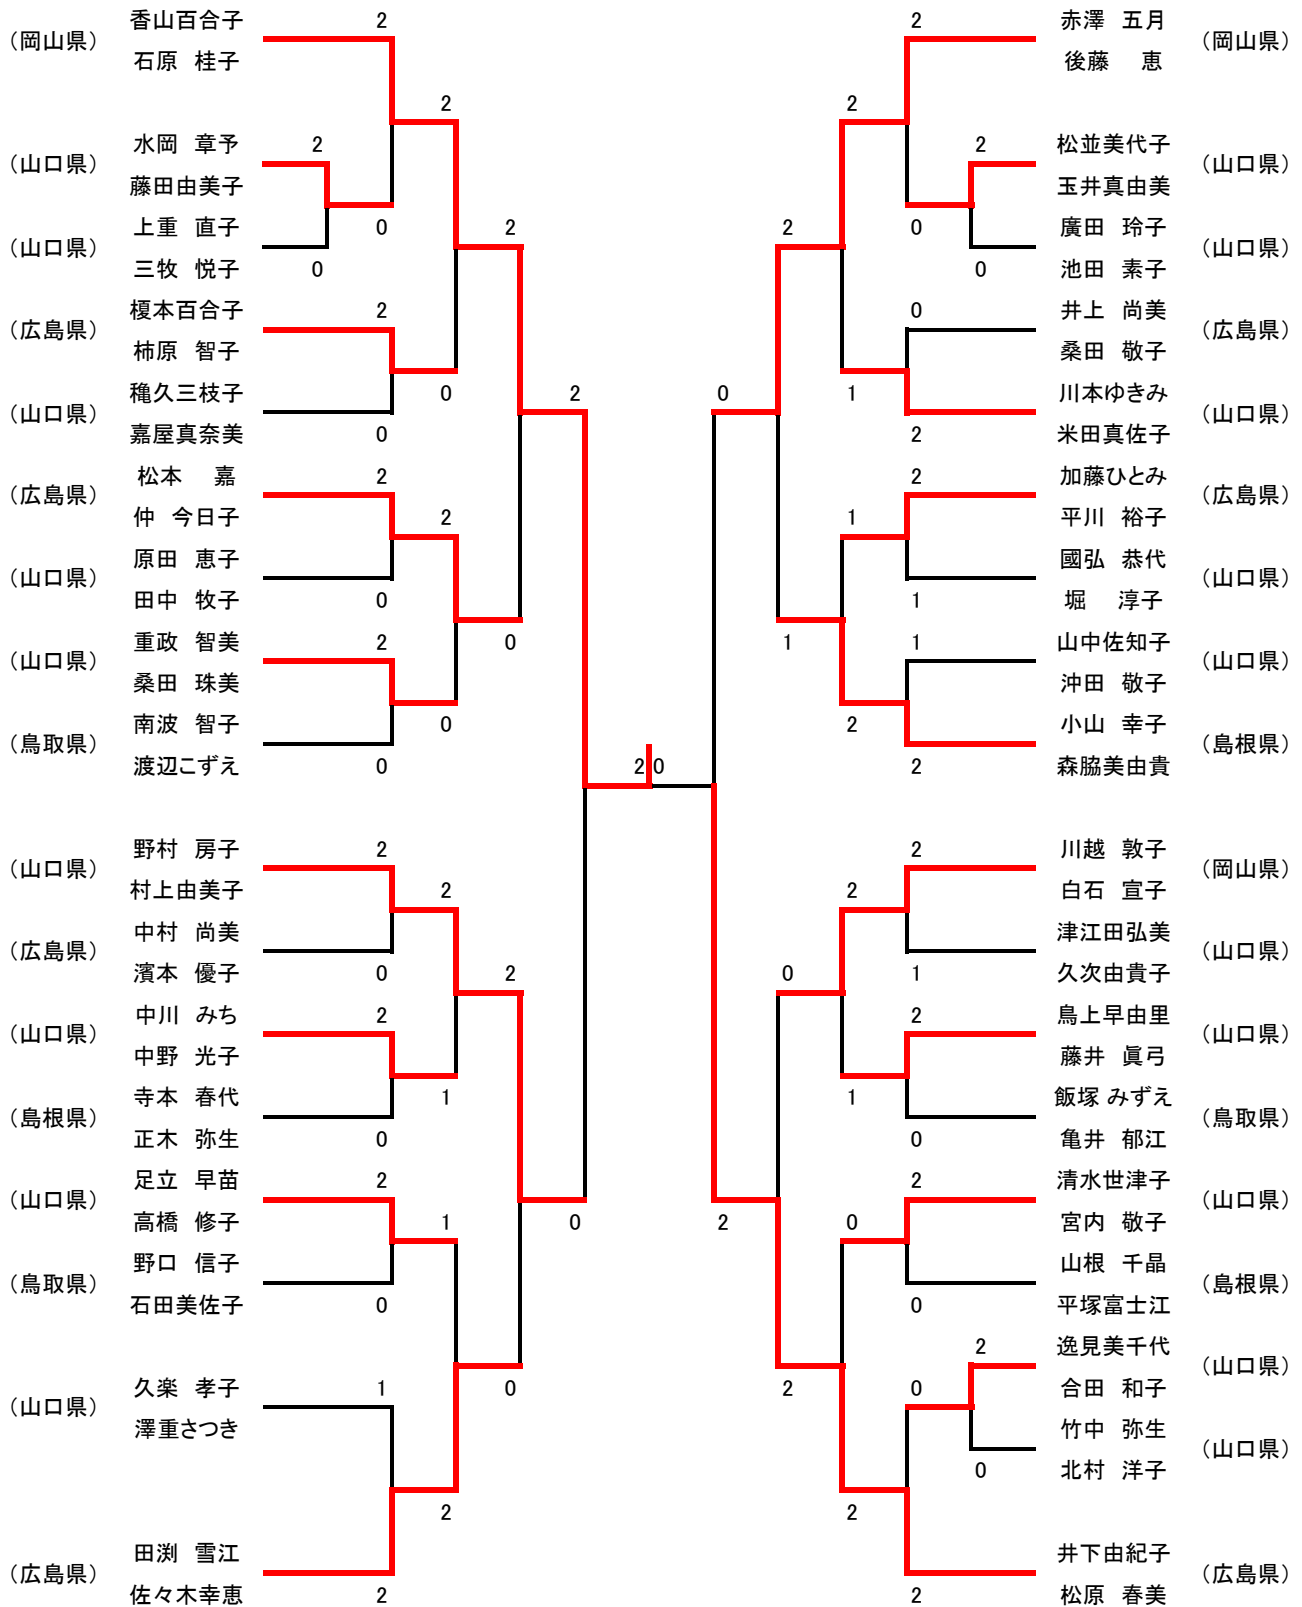 香山百合子 2
（岡山県）
石原 桂子
2
水岡 章予
2
（山口県）
藤田由美子
上重 直子 0 2
（山口県）
三牧 悦子 0
榎本百合子 2
（広島県）
柿原 智子
穐久三枝子 0 2
（山口県）
嘉屋真奈美 0
松本 嘉 2
（広島県）
仲 今日子 2
原田 恵子
（山口県）
田中 牧子 0
重政 智美 2 0
（山口県）
桑田 珠美
南波 智子 0
（鳥取県）
渡辺こずえ 0
2 0
野村 房子 2
（山口県）
村上由美子 2
中村 尚美
（広島県）
濱本 優子 0 2
中川 みち 2
（山口県）
中野 光子
寺本 春代 1
（島根県）
正木 弥生 0
足立 早苗 2
（山口県）
高橋 修子 1 0
野口 信子
（鳥取県）
石田美佐子 0
久楽 孝子 1 0
（山口県）
澤重さつき
2
田渕 雪江
（広島県）
佐々木幸恵 2
2 赤澤 五月
（岡山県）
後藤 恵
2
2 松並美代子
（山口県）
玉井真由美
2 0 廣田 玲子
（山口県）
0 池田 素子
0 井上 尚美
（広島県）
桑田 敬子
0 1 川本ゆきみ
（山口県）
2 米田真佐子
2 加藤ひとみ
（広島県）
1 平川 裕子
國弘 恭代
（山口県）
1 堀 淳子
1 1 山中佐知子
（山口県）
沖田 敬子
2 小山 幸子
（島根県）
2 森脇美由貴
2 川越 敦子
（岡山県）
2 白石 宣子
津江田弘美
（山口県）
0 1 久次由貴子
2 鳥上早由里
（山口県）
藤井 眞弓
1 飯塚 みずえ
（鳥取県）
0 亀井 郁江
2 清水世津子
（山口県）
2 0 宮内 敬子
山根 千晶
（島根県）
0 平塚富士江
2 逸見美千代
（山口県）
2 0 合田 和子
竹中 弥生
（山口県）
0 北村 洋子
2
井下由紀子
（広島県）
2 松原 春美